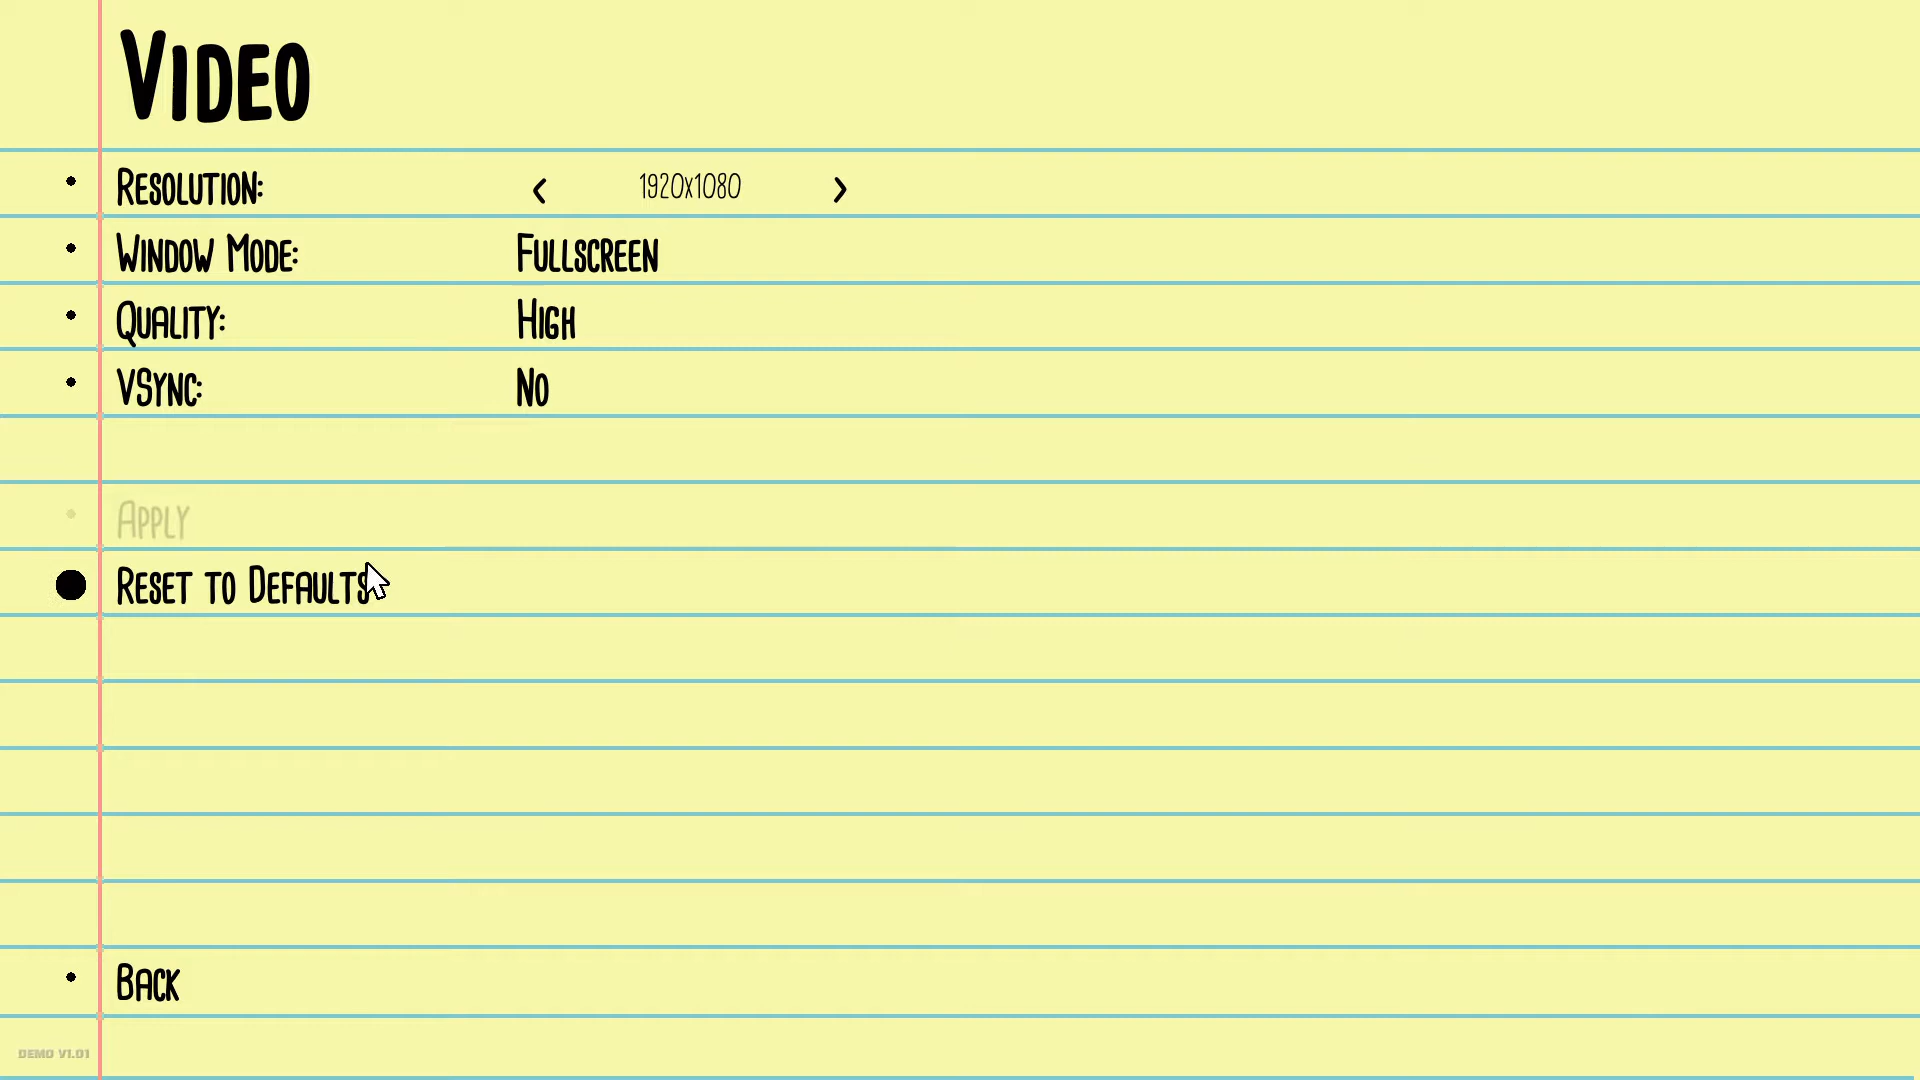 Video
Resolution: < 1920x1080 >
Window Mode: Fullscreen
Quality: High
VSync: No
Apply
Reset to Defaults
Back
DEMO V1.01